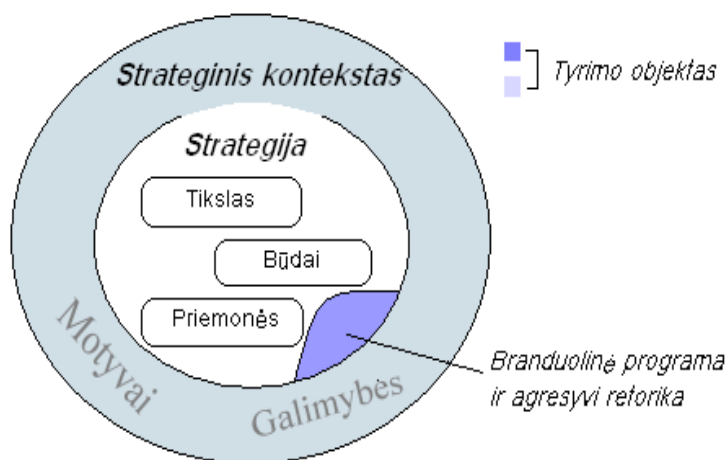 Strateginis kontekstas
Tyrimo objektas
Strategija
Tikslas
Būdai
Priemonės
Motyvai
Galimybės
Branduolinė programa
ir agresyvi retorika